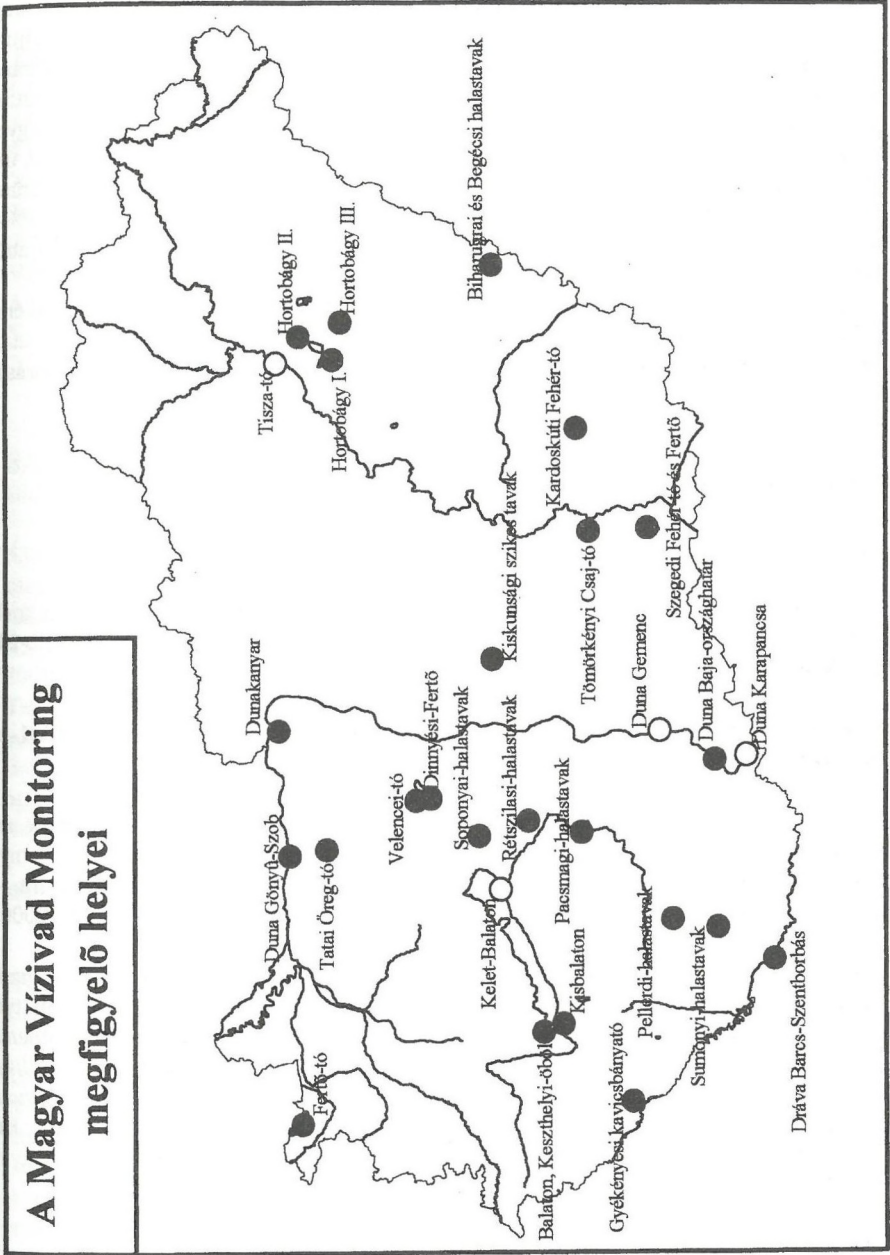 A Magyar Vízivad Monitoring
megfigyelő helyei
Fertő-tó
Duna Gönyű-Szob
Tatai Öreg-tó
Dunakanyar
Velencei-tó
Dinnyési-Fertő
Soponyai-halastavak
Rétszilasi-halastavak
Kelet-Balaton
Pacsmagi-halastavak
Balaton, Keszthelyi-öböl
Kisbalaton
Gyékényesi kavicsbányató
Pellerdi-halastavak
Sumonyi-halastavak
Dráva Barcs-Szentborbás
Tisza-tó
Hortobágy I.
Hortobágy II.
Hortobágy III.
Biharugrai és Begécsi halastavak
Kiskunsági szikes tavak
Kardoskúti Fehér-tó
Tömörkényi Csaj-tó
Szegedi Fehér-tó és Fertő
Duna Gemenc
Duna Baja-országhatár
Duna Karapancsa